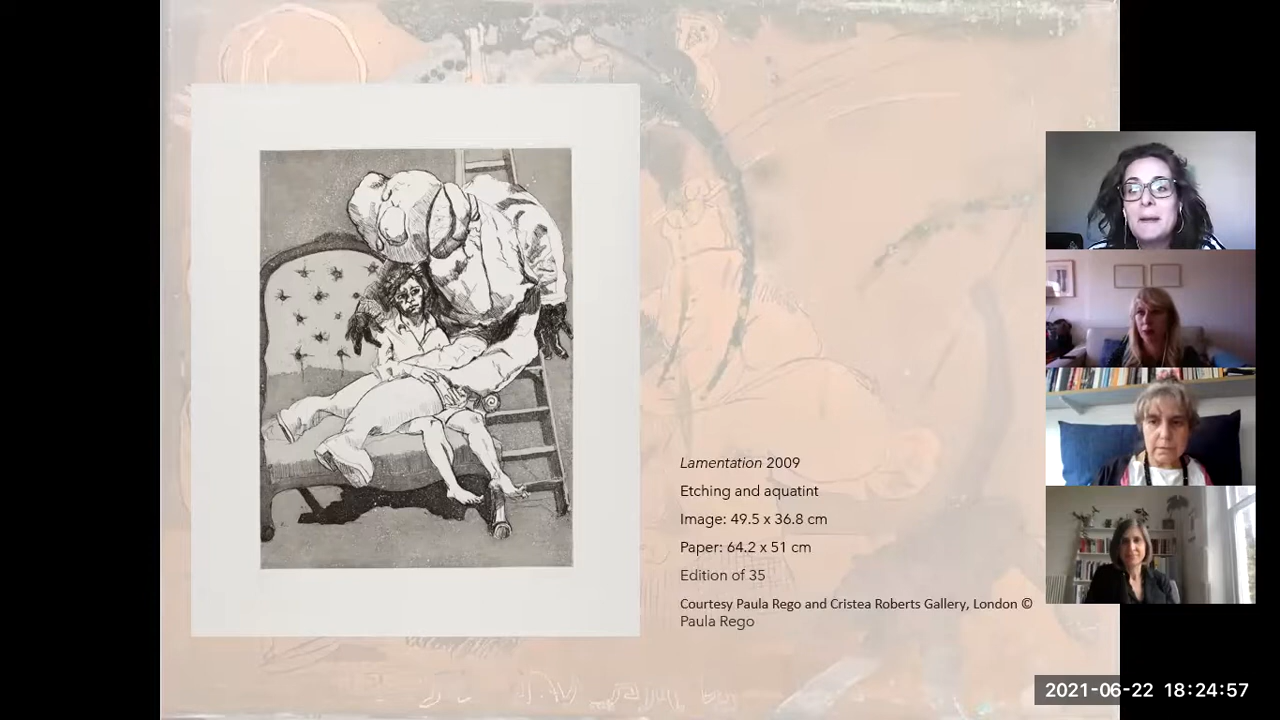 Lamentation 2009
Etching and aquatint
Image: 49.5 x 36.8 cm
Paper: 64.2 x 51 cm
Edition of 35
Courtesy Paula Rego and Cristea Roberts Gallery, London ©
Paula Rego
2021-06-22 18:24:57